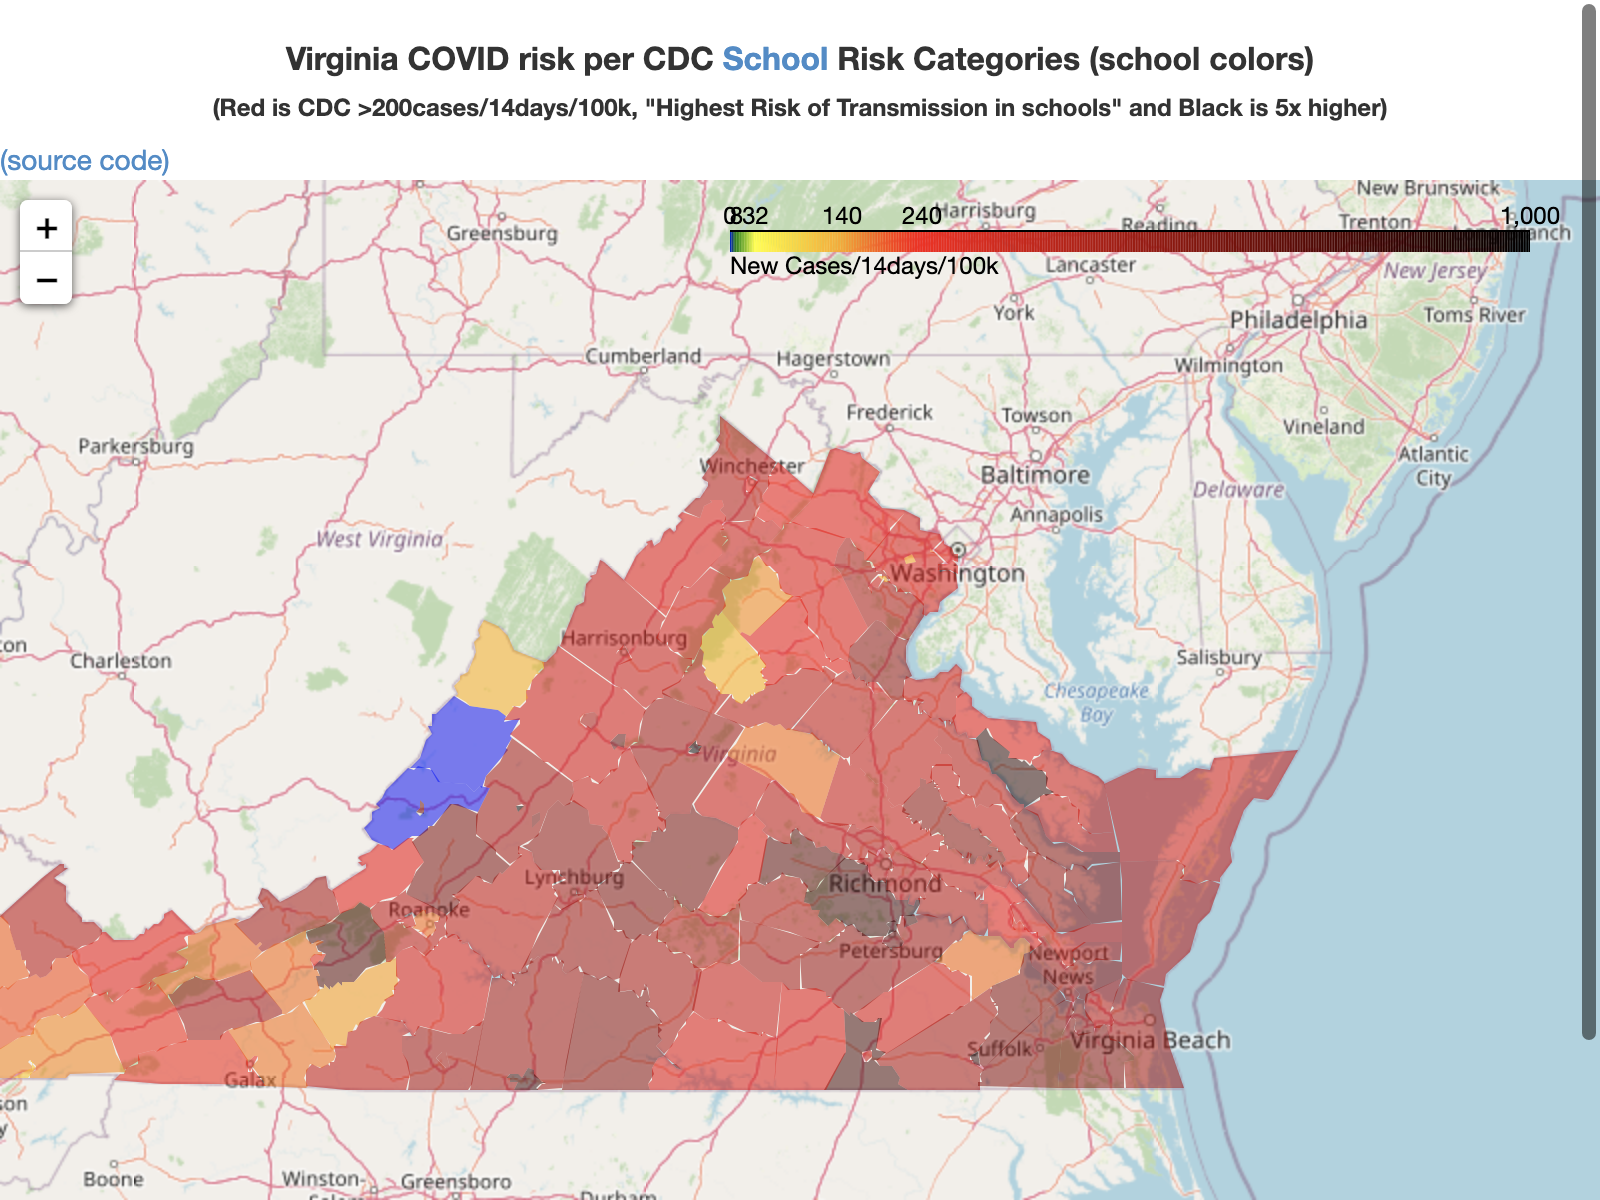 Virginia COVID risk per CDC School Risk Categories (school colors)
(Red is CDC >200cases/14days/100k, "Highest Risk of Transmission in schools" and Black is 5x higher)
(source code)
+
−
New Brunswick
0 8 32 140 240 1,000
Harrisburg
Reading
Trenton
Greensburg
New Cases/14days/100k
Lancaster
New Jersey
York
Philadelphia
Toms River
Cumberland
Hagerstown
Wilmington
Frederick
Towson
Vineland
Parkersburg
Winchester
Baltimore
Atlantic
City
Delaware
Annapolis
West Virginia
Washington
Harrisonburg
Charleston
Salisbury
Chesapeake
Bay
Virginia
Lynchburg
Richmond
Roanoke
Petersburg
Newport
News
Virginia Beach
Suffolk
Galax
Boone
Winston-
Greensboro
Durham